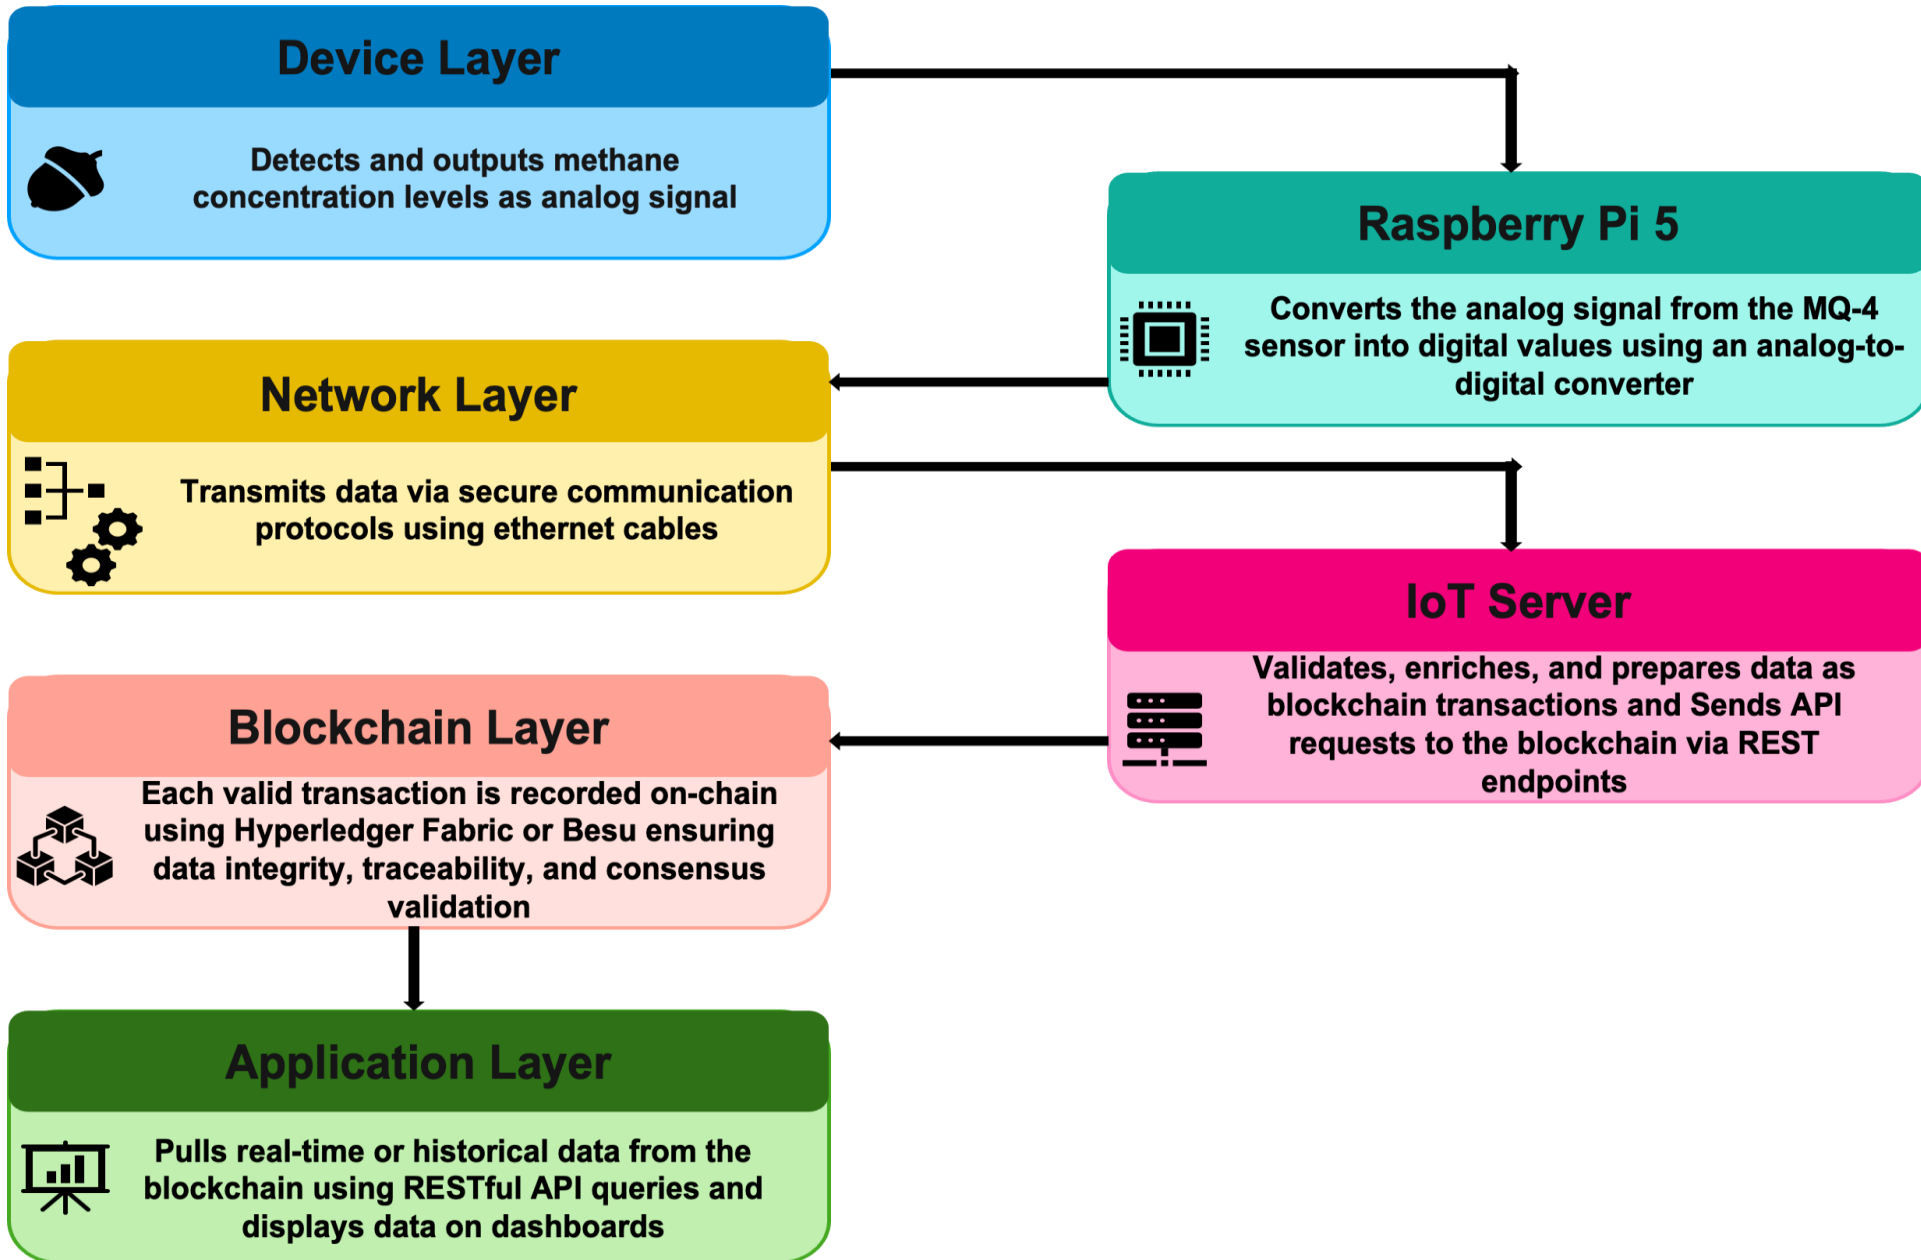 Device Layer
Detects and outputs methane
concentration levels as analog signal
Raspberry Pi 5
Converts the analog signal from the MQ-4
sensor into digital values using an analog-to-
digital converter
Network Layer
Transmits data via secure communication
protocols using ethernet cables
IoT Server
Validates, enriches, and prepares data as
blockchain transactions and Sends API
requests to the blockchain via REST
endpoints
Blockchain Layer
Each valid transaction is recorded on-chain
using Hyperledger Fabric or Besu ensuring
data integrity, traceability, and consensus
validation
Application Layer
Pulls real-time or historical data from the
blockchain using RESTful API queries and
displays data on dashboards